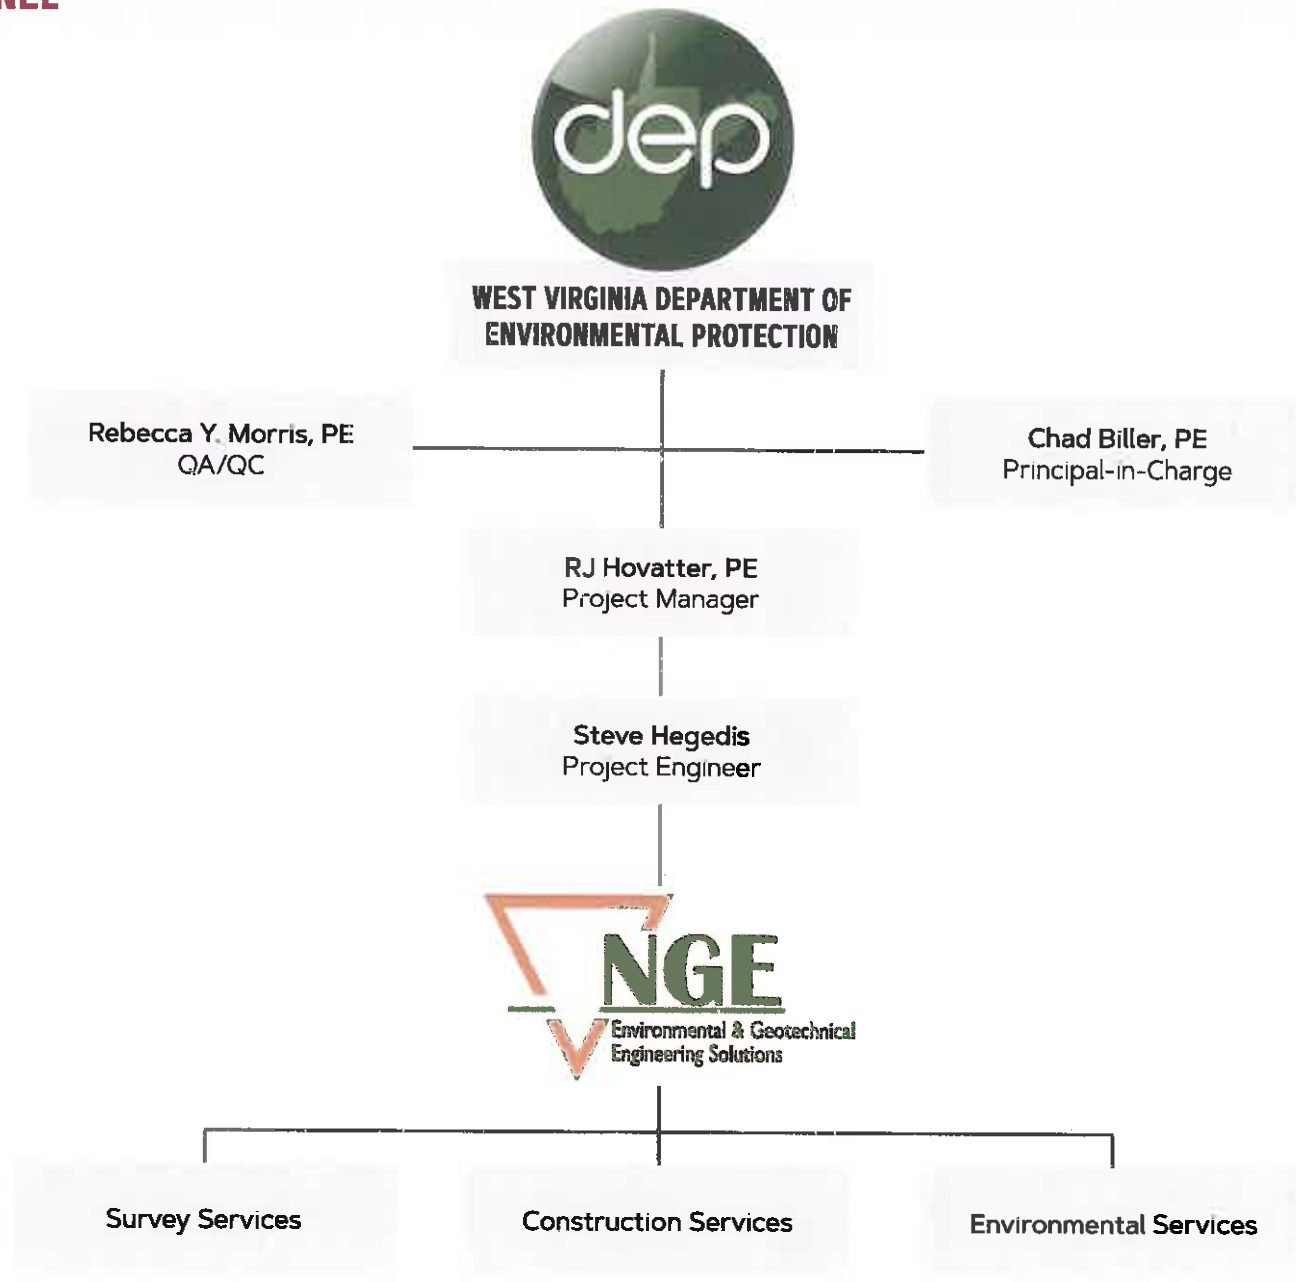 dep
WEST VIRGINIA DEPARTMENT OF
ENVIRONMENTAL PROTECTION
Rebecca Y. Morris, PE
QA/QC
Chad Biller, PE
Principal-in-Charge
RJ Hovatter, PE
Project Manager
Steve Hegedis
Project Engineer
NGE
Environmental & Geotechnical
Engineering Solutions
Survey Services
Construction Services
Environmental Services